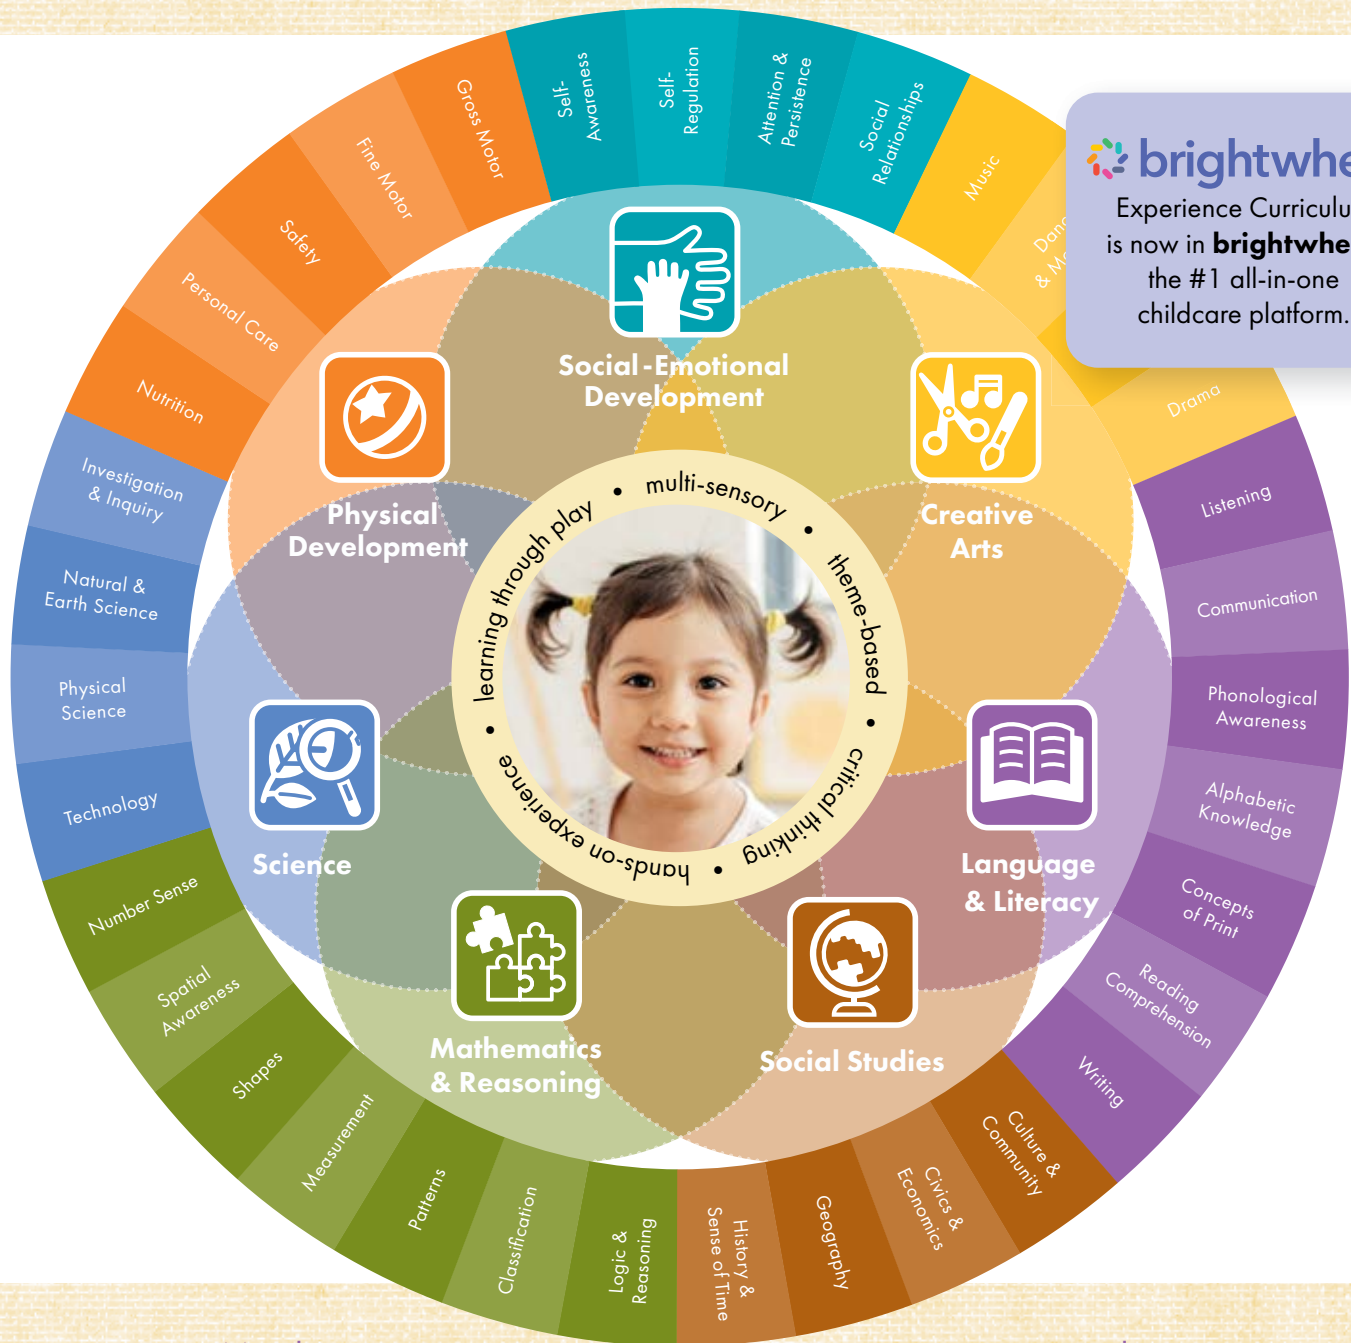 Self-
Awareness
Self-
Regulation
Attention &
Persistence
Social
Relationships
Music
Drama
Listening
Communication
Phonological
Awareness
Alphabetic
Knowledge
Concepts
of Print
Reading
Comprehension
Writing
Culture &
Community
Civics &
Economics
Geography
History &
Sense of Time
Logic &
Reasoning
Classification
Patterns
Measurement
Shapes
Spatial
Awareness
Number Sense
Technology
Physical
Science
Natural &
Earth Science
Investigation
& Inquiry
Nutrition
Personal Care
Safety
Fine Motor
Gross Motor
brightwhe
Experience Curriculu
is now in brightwhe
the #1 all-in-one
childcare platform.
Social-Emotional
Development
Creative
Arts
Language
& Literacy
Social Studies
Mathematics
& Reasoning
Science
Physical
Development
learning through play • multi-sensory • theme-based • critical thinking • hands-on experience •